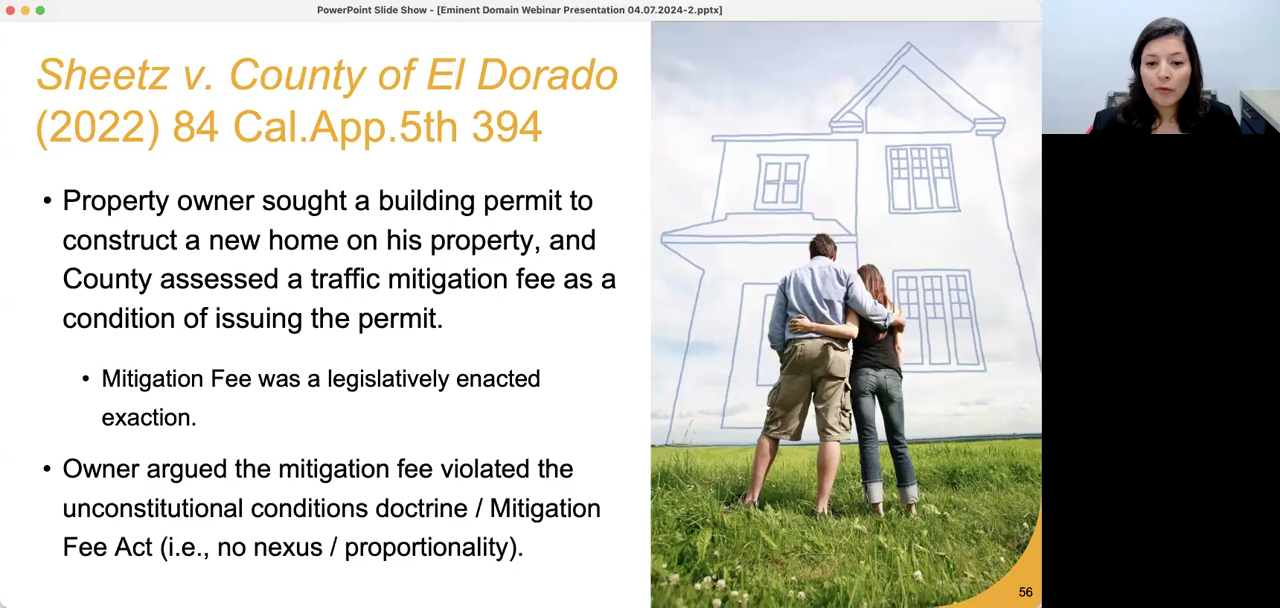 PowerPoint Slide Show - [Eminent Domain Webinar Presentation 04.07.2024-2.pptx]
Sheetz v. County of El Dorado
(2022) 84 Cal.App.5th 394
• Property owner sought a building permit to
construct a new home on his property, and
County assessed a traffic mitigation fee as a
condition of issuing the permit.
• Mitigation Fee was a legislatively enacted
exaction.
• Owner argued the mitigation fee violated the
unconstitutional conditions doctrine / Mitigation
Fee Act (i.e., no nexus / proportionality).
56